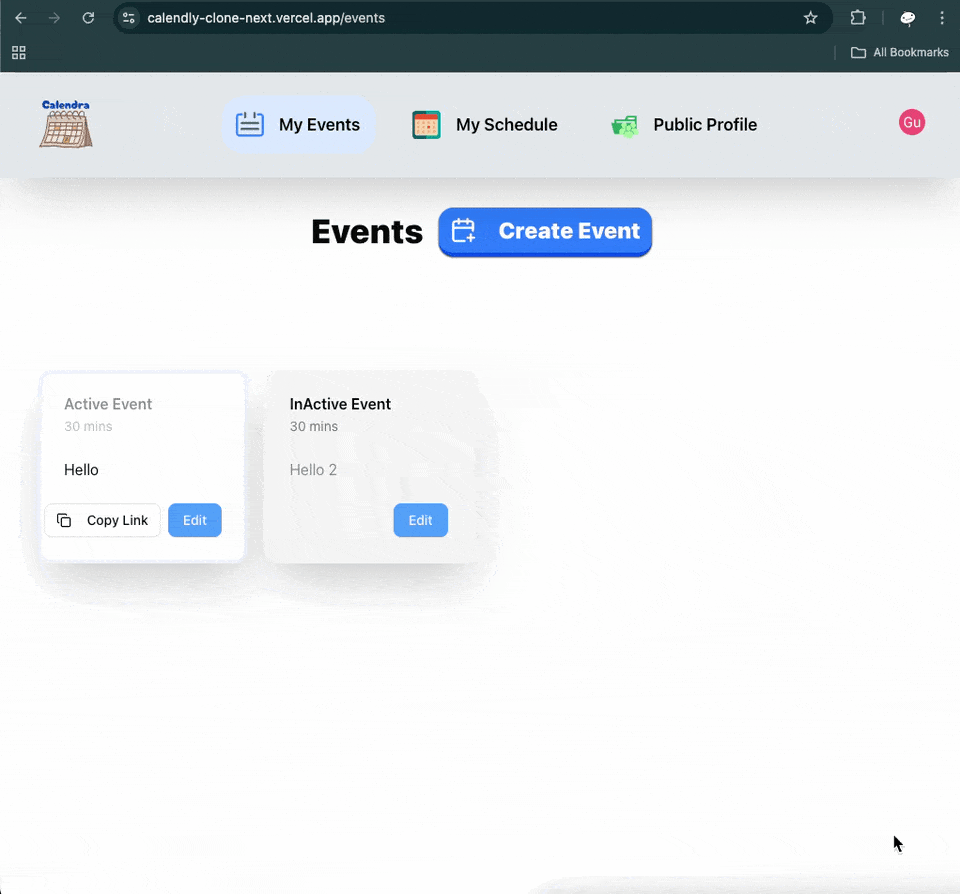 calendly-clone-next.vercel.app/events
All Bookmarks
Calendra
My Events
My Schedule
Public Profile
Gu
Events
Create Event
Active Event
30 mins
Hello
Copy Link
Edit
InActive Event
30 mins
Hello 2
Edit